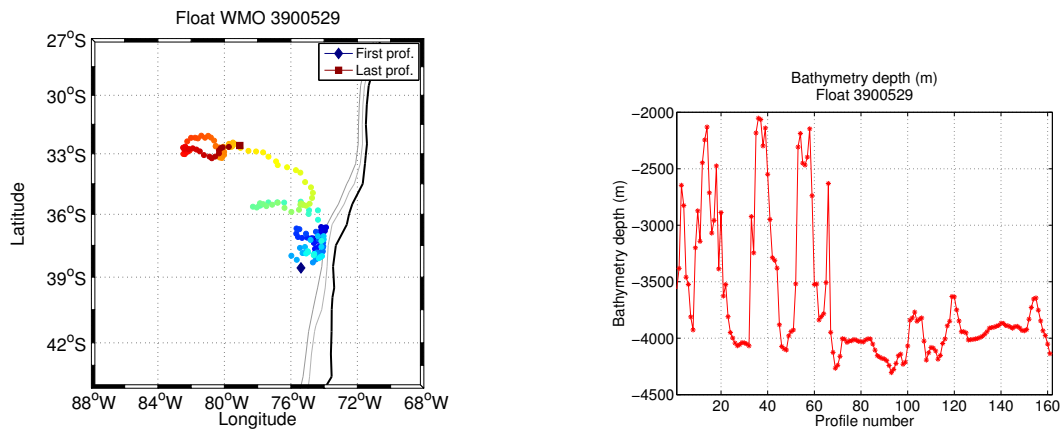 Float WMO 3900529
27°S
30°S
33°S
36°S
39°S
42°S
Latitude
88°W 84°W 80°W 76°W 72°W 68°W
Longitude
First prof.
Last prof.
Bathymetry depth (m)
Float 3900529
−2000
−2500
−3000
−3500
−4000
−4500
Bathymetry depth (m)
20 40 60 80 100 120 140 160
Profile number